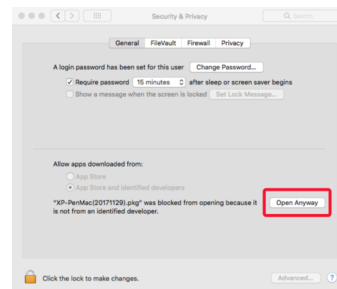 Security & Privacy
Search
General FileVault Firewall Privacy
A login password has been set for this user Change Password...
Require password 15 minutes after sleep or screen saver begins
Show a message when the screen is locked Set Lock Message...
Allow apps downloaded from:
App Store
App Store and identified developers
"XP-PenMac(20171129).pkg" was blocked from opening because it Open Anyway
is not from an identified developer.
Click the lock to make changes. Advanced... ?